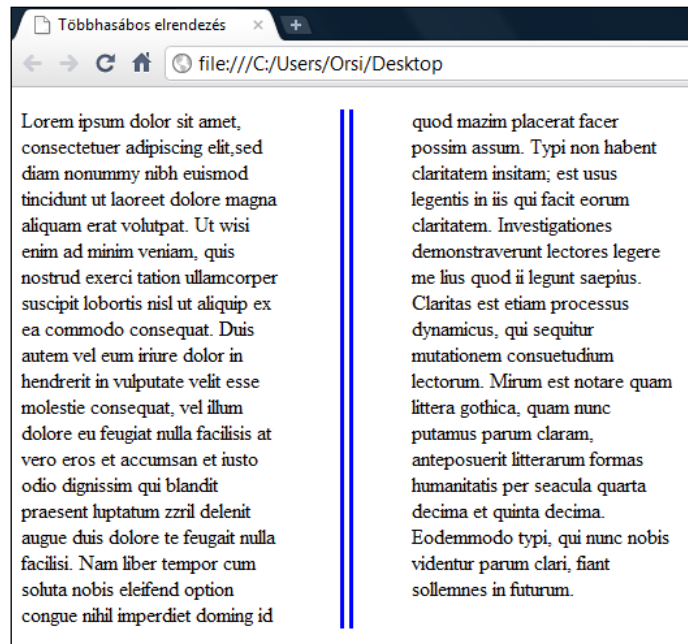 Többhasábos elrendezés
file:///C:/Users/Orsi/Desktop
Lorem ipsum dolor sit amet,
consectetuer adipiscing elit,sed
diam nonummy nibh euismod
tincidunt ut laoreet dolore magna
aliquam erat volutpat. Ut wisi
enim ad minim veniam, quis
nostrud exerci tation ullamcorper
suscipit lobortis nisl ut aliquip ex
ea commodo consequat. Duis
autem vel eum iriure dolor in
hendrerit in vulputate velit esse
molestie consequat, vel illum
dolore eu feugiat nulla facilisis at
vero eros et accumsan et iusto
odio dignissim qui blandit
praesent luptatum zzril delenit
augue duis dolore te feugait nulla
facilisi. Nam liber tempor cum
soluta nobis eleifend option
congue nihil imperdiet doming id
quod mazim placerat facer
possim assum. Typi non habent
claritatem insitam; est usus
legentis in iis qui facit eorum
claritatem. Investigationes
demonstraverunt lectores legere
me lius quod ii legunt saepius.
Claritas est etiam processus
dynamicus, qui sequitur
mutationem consuetudium
lectorum. Mirum est notare quam
littera gothica, quam nunc
putamus parum claram,
anteposuerit litterarum formas
humanitatis per seacula quarta
decima et quinta decima.
Eodemmodo typi, qui nunc nobis
videntur parum clari, fiant
sollemnes in futurum.